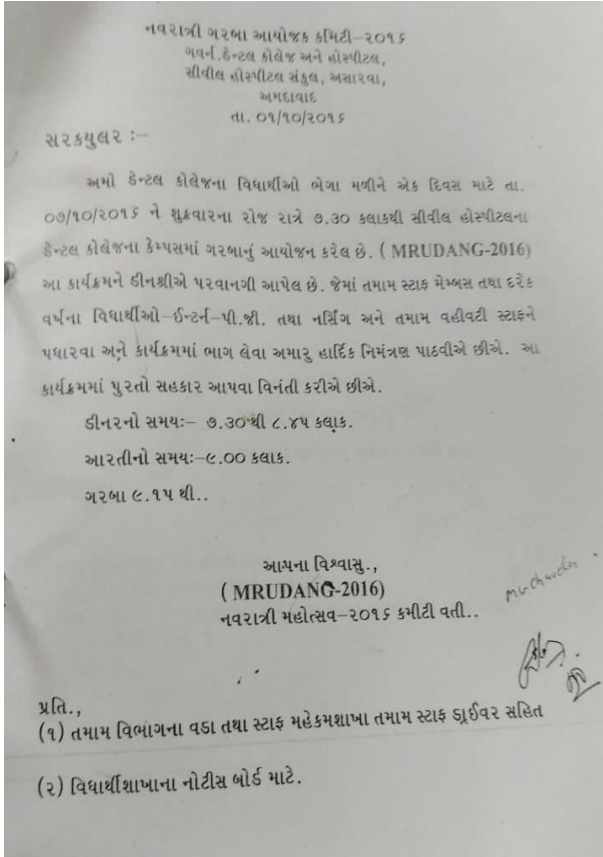 નવરાત્રી ગરબા આયોજક કમિટી-૨૦૧૬
ગવર્ન.ડેન્ટલ કોલેજ અને હોસ્પીટલ,
સીવીલ હોસ્પીટલ સંકુલ, અસારવા,
અમદાવાદ
તા. ૦૧/૧૦/૨૦૧૬
સરકયુલર :-
અમો ડેન્ટલ કોલેજના વિદ્યાર્થીઓ ભેગા મળીને એક દિવસ માટે તા.
૦૭/૧૦/૨૦૧૬ ને શુક્રવારના રોજ રાત્રે ૭.૩૦ કલાકથી સીવીલ હોસ્પીટલના
ડેન્ટલ કોલેજના કેમ્પસમાં ગરબાનું આયોજન કરેલ છે. ( MRUDANG-2016)
આ કાર્યક્રમને ડીનશ્રીએ પરવાનગી આપેલ છે. જેમાં તમામ સ્ટાફ મેમ્બસ તથા દરેક
વર્ષના વિદ્યાર્થીઓ-ઈન્ટર્ન-પી.જી. તથા નર્સિંગ અને તમામ વહીવટી સ્ટાફને
પધારવા અને કાર્યક્રમમાં ભાગ લેવા અમારુ હાર્દિક નિમંત્રણ પાઠવીએ છીએ. આ
કાર્યક્રમમાં પુરતો સહકાર આપવા વિનંતી કરીએ છીએ.
ડીનરનો સમયઃ- ૭.૩૦ થી ૮.૪૫ કલાક.
આરતીનો સમયઃ-૯.૦૦ કલાક.
ગરબા ૯.૧૫ થી..
આપના વિશ્વાસુ.,
( MRUDANG-2016)
નવરાત્રી મહોત્સવ-૨૦૧૬ કમીટી વતી..
પ્રતિ.,
(૧) તમામ વિભાગના વડા તથા સ્ટાફ મહેકમશાખા તમામ સ્ટાફ ડ્રાઈવર સહિત
(૨) વિદ્યાર્થીશાખાના નોટીસ બોર્ડ માટે.